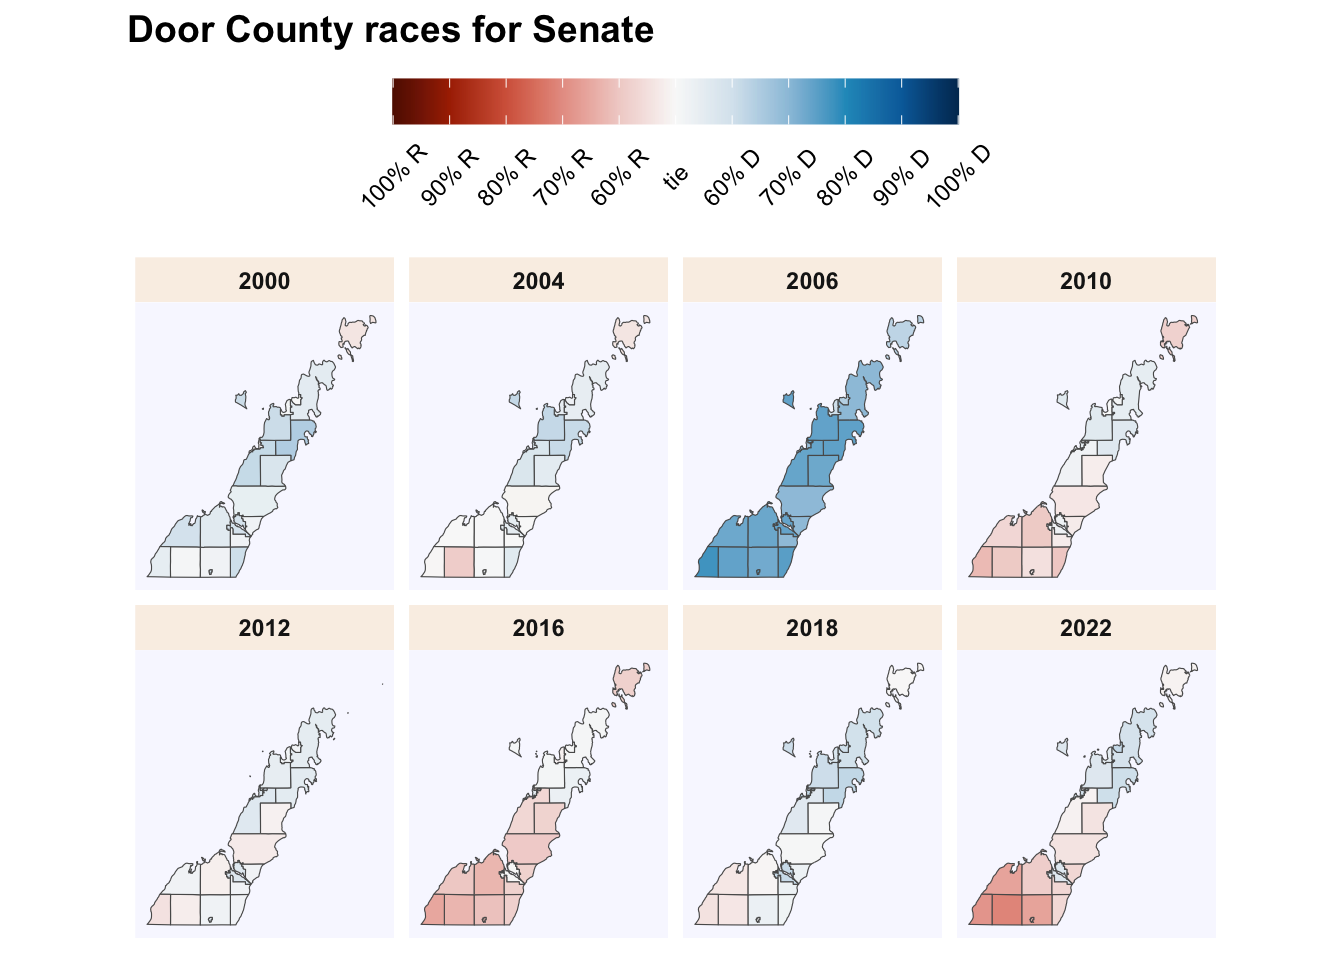 Door County races for Senate
100% R 90% R 80% R 70% R 60% R tie 60% D 70% D 80% D 90% D 100% D
2000 2004 2006 2010
2012 2016 2018 2022